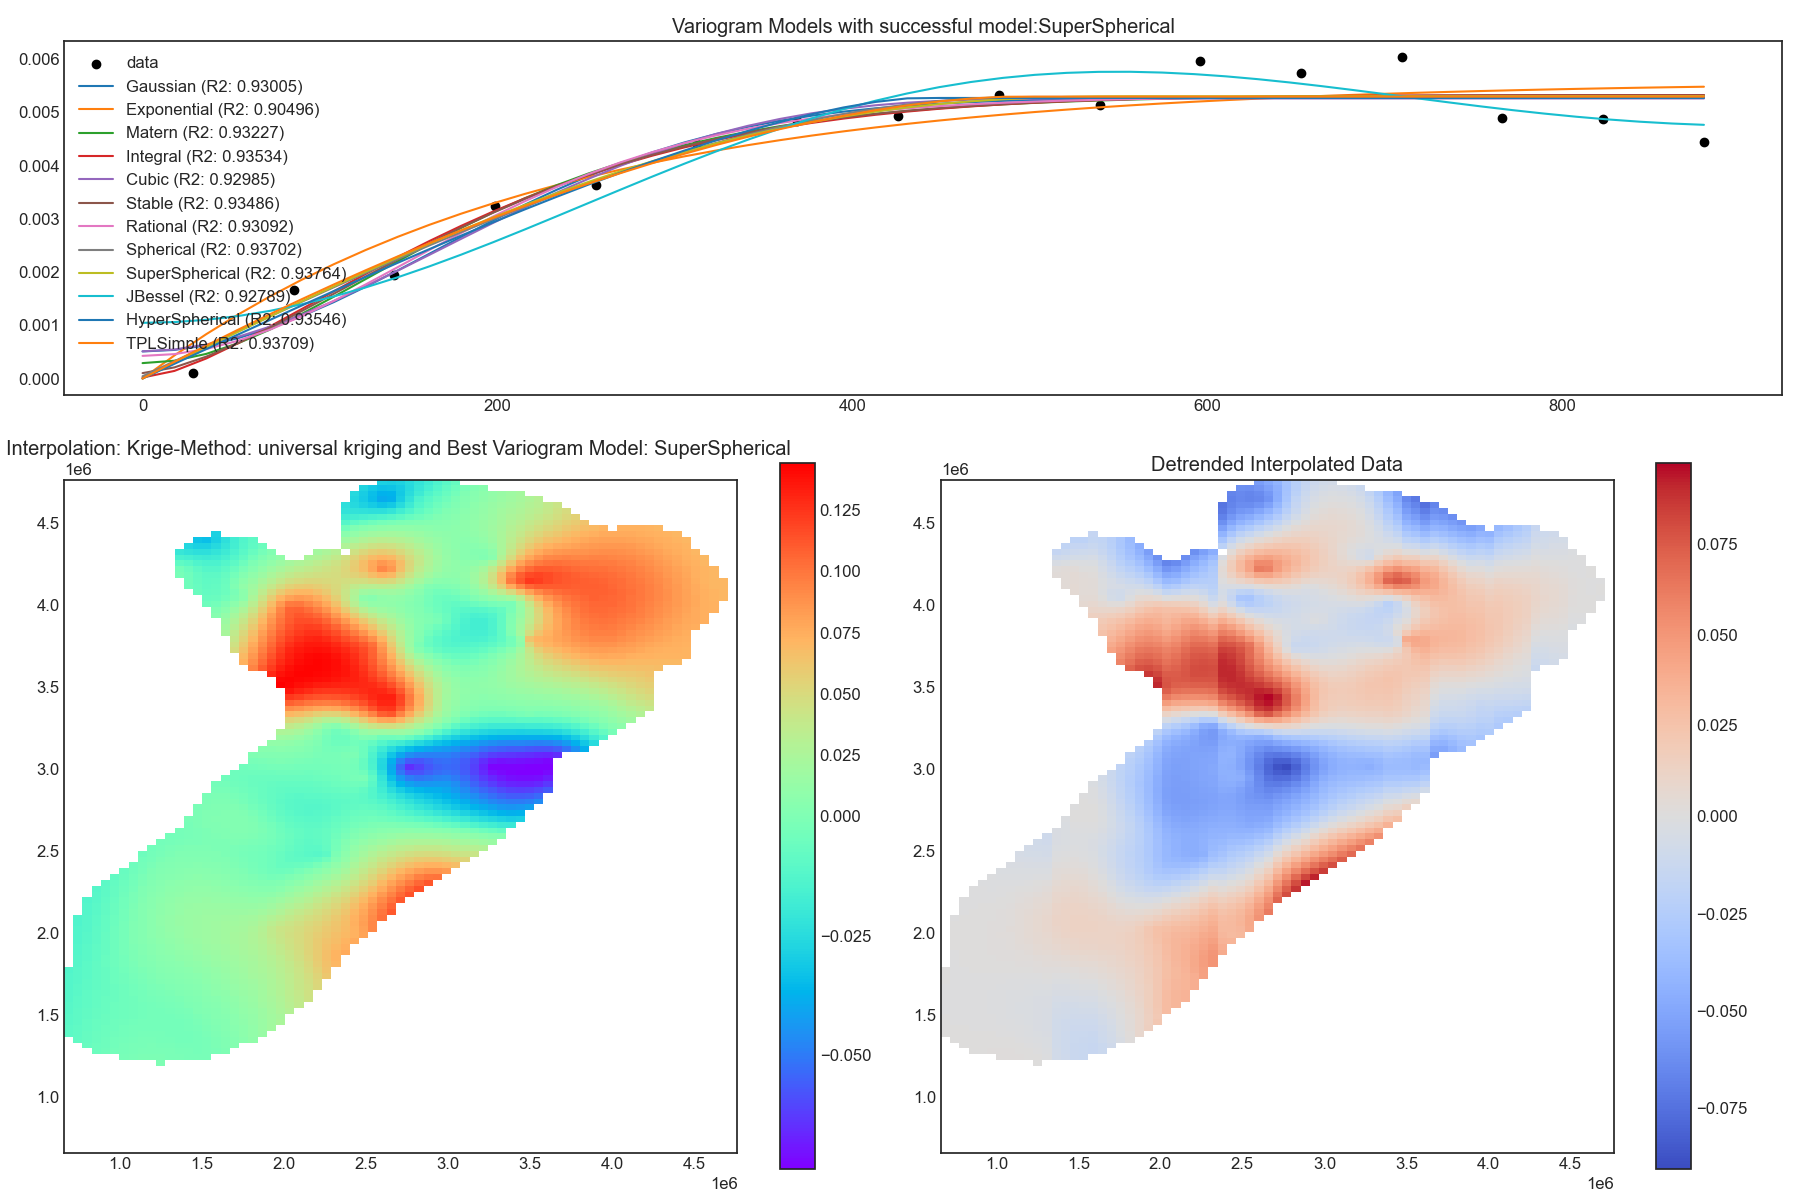 Variogram Models with successful model:SuperSpherical
0.006
0.005
0.004
0.003
0.002
0.001
0.000
data
Gaussian (R2: 0.93005)
Exponential (R2: 0.90496)
Matern (R2: 0.93227)
Integral (R2: 0.93534)
Cubic (R2: 0.92985)
Stable (R2: 0.93486)
Rational (R2: 0.93092)
Spherical (R2: 0.93702)
SuperSpherical (R2: 0.93764)
JBessel (R2: 0.92789)
HyperSpherical (R2: 0.93546)
TPLSimple (R2: 0.93709)
0 200 400 600 800
Interpolation: Krige-Method: universal kriging and Best Variogram Model: SuperSpherical
1e6
4.5
4.0
3.5
3.0
2.5
2.0
1.5
1.0
1.0 1.5 2.0 2.5 3.0 3.5 4.0 4.5
1e6
0.125
0.100
0.075
0.050
0.025
0.000
−0.025
−0.050
Detrended Interpolated Data
1e6
4.5
4.0
3.5
3.0
2.5
2.0
1.5
1.0
1.0 1.5 2.0 2.5 3.0 3.5 4.0 4.5
1e6
0.075
0.050
0.025
0.000
−0.025
−0.050
−0.075